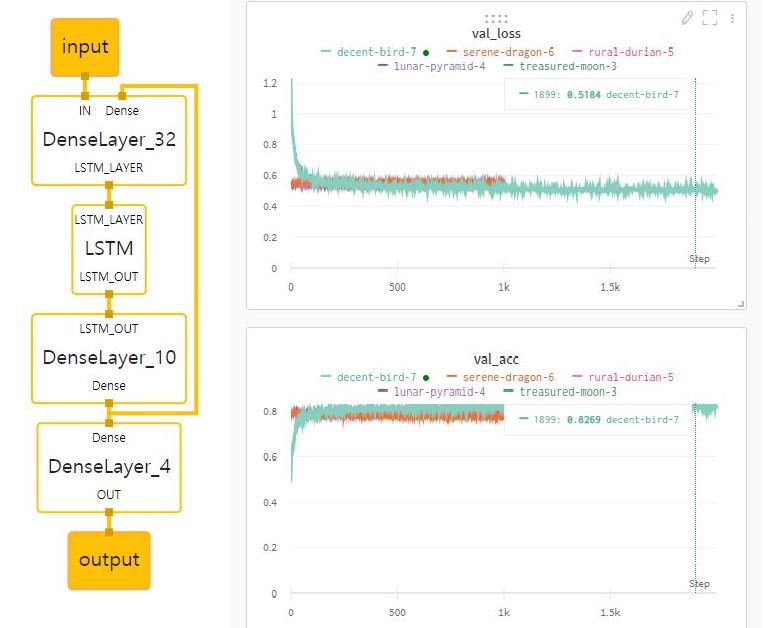 input
IN Dense
DenseLayer_32
LSTM_LAYER
LSTM_LAYER
LSTM
LSTM_OUT
LSTM_OUT
DenseLayer_10
Dense
Dense
DenseLayer_4
OUT
output
val_loss
decent-bird-7 serene-dragon-6 rural-durian-5
lunar-pyramid-4 treasured-moon-3
1899: 0.5184 decent-bird-7
1.2
1
0.8
0.6
0.4
0.2
0
Step
0 500 1k 1.5k
val_acc
decent-bird-7 serene-dragon-6 rural-durian-5
lunar-pyramid-4 treasured-moon-3
1899: 0.8269 decent-bird-7
0.8
0.6
0.4
0.2
0
Step
0 500 1k 1.5k